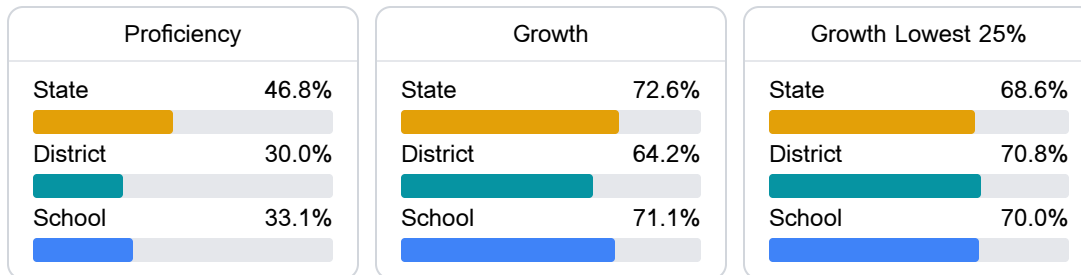 Proficiency
State 46.8%
District 30.0%
School 33.1%
Growth
State 72.6%
District 64.2%
School 71.1%
Growth Lowest 25%
State 68.6%
District 70.8%
School 70.0%